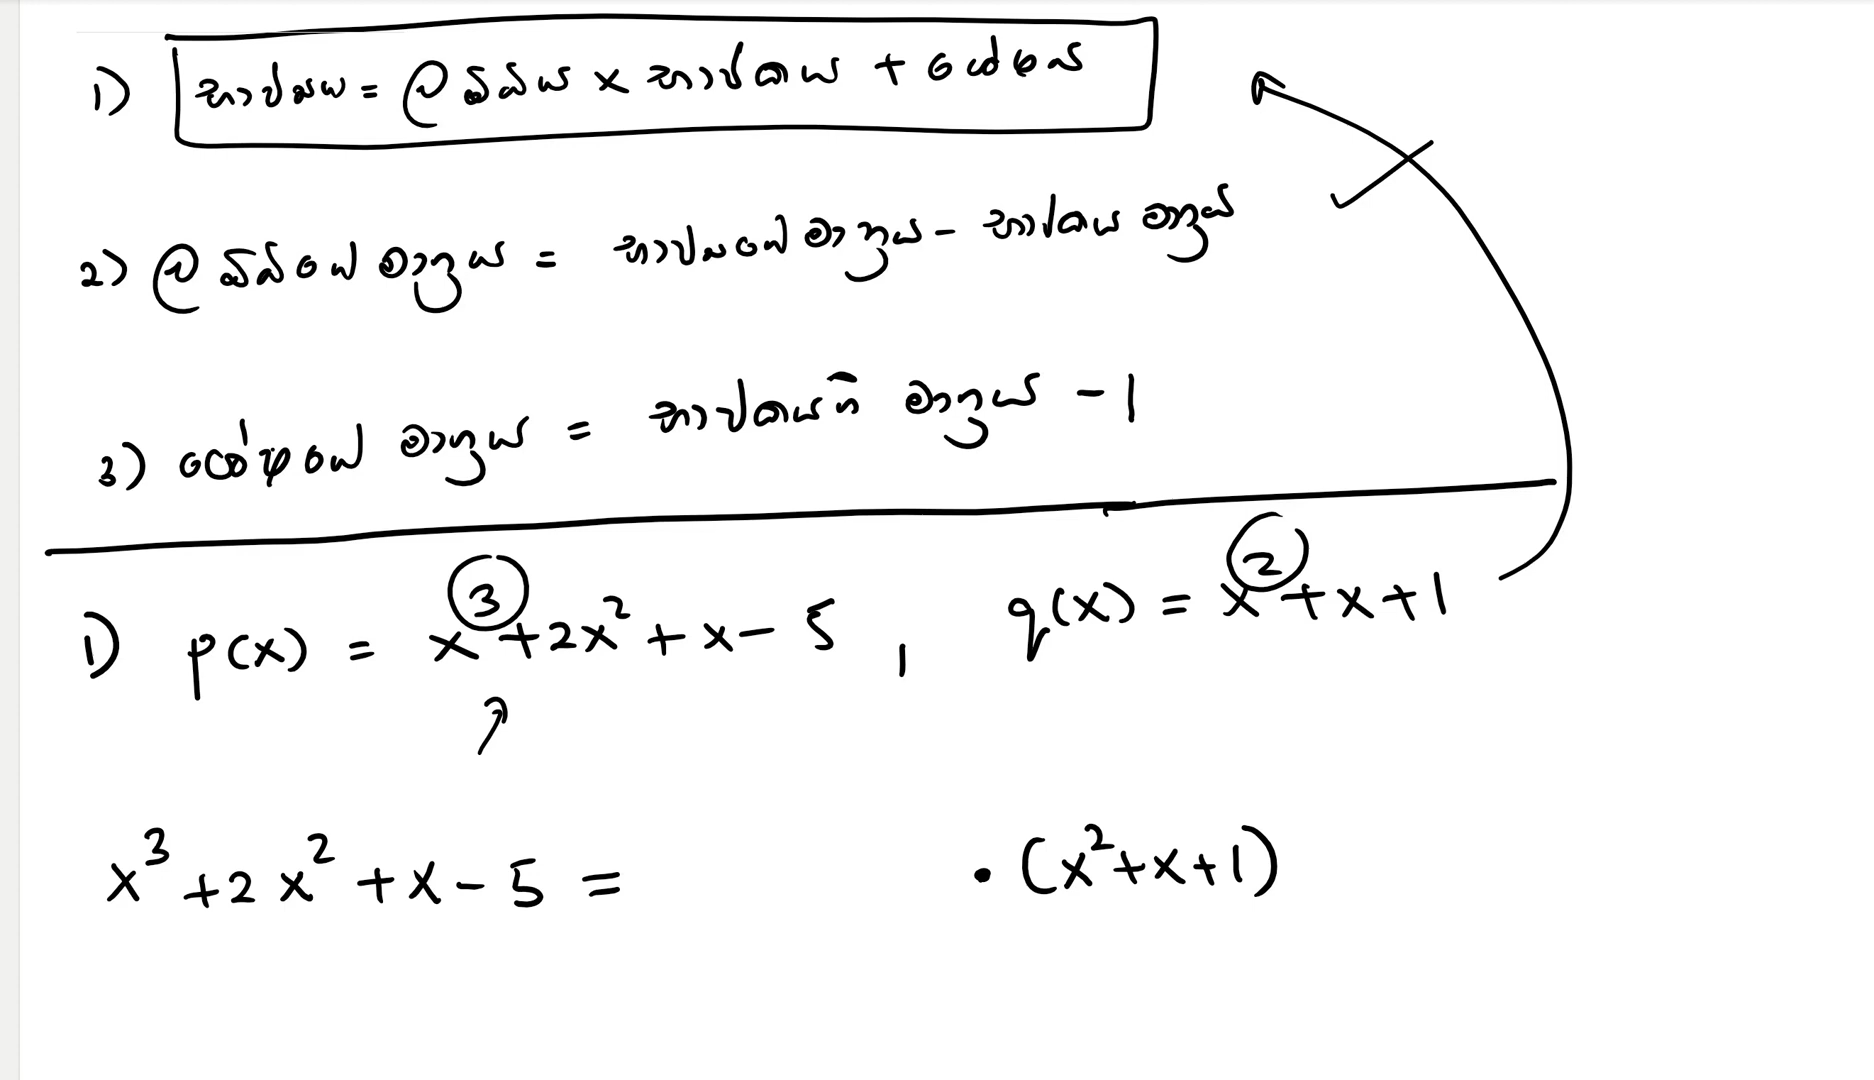 1) භාජ්‍යය = ලබ්ධිය × භාජකය + ශේෂය
2) ලබ්ධියේ මාත්‍රය = භාජ්‍යයේ මාත්‍රය - භාජකය මාත්‍රය
3) ශේෂයේ මාත්‍රය = භාජකයේ මාත්‍රය - 1
1) p(x) = x³ + 2x² + x - 5 , q(x) = x² + x + 1
x³ + 2x² + x - 5 = · (x² + x + 1)